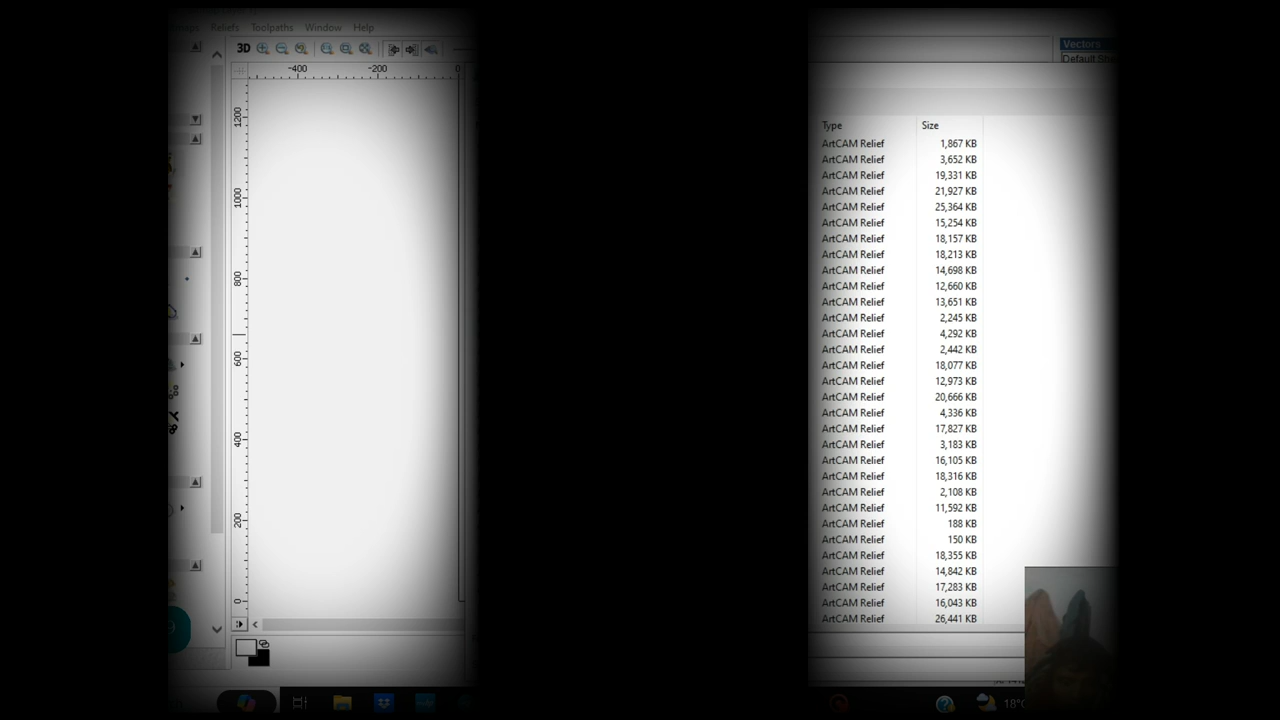 Reliefs Toolpaths Window Help
3D
-400 -200 0
1200
1000
800
600
400
200
0
Vectors
Default
Type Size
ArtCAM Relief 1,867 KB
ArtCAM Relief 3,652 KB
ArtCAM Relief 19,331 KB
ArtCAM Relief 21,927 KB
ArtCAM Relief 25,364 KB
ArtCAM Relief 15,254 KB
ArtCAM Relief 18,157 KB
ArtCAM Relief 18,213 KB
ArtCAM Relief 14,698 KB
ArtCAM Relief 12,660 KB
ArtCAM Relief 13,651 KB
ArtCAM Relief 2,245 KB
ArtCAM Relief 4,292 KB
ArtCAM Relief 2,442 KB
ArtCAM Relief 18,077 KB
ArtCAM Relief 12,973 KB
ArtCAM Relief 20,666 KB
ArtCAM Relief 4,336 KB
ArtCAM Relief 17,827 KB
ArtCAM Relief 3,183 KB
ArtCAM Relief 16,105 KB
ArtCAM Relief 18,316 KB
ArtCAM Relief 2,108 KB
ArtCAM Relief 11,592 KB
ArtCAM Relief 188 KB
ArtCAM Relief 150 KB
ArtCAM Relief 18,355 KB
ArtCAM Relief 14,842 KB
ArtCAM Relief 17,283 KB
ArtCAM Relief 16,043 KB
ArtCAM Relief 26,441 KB